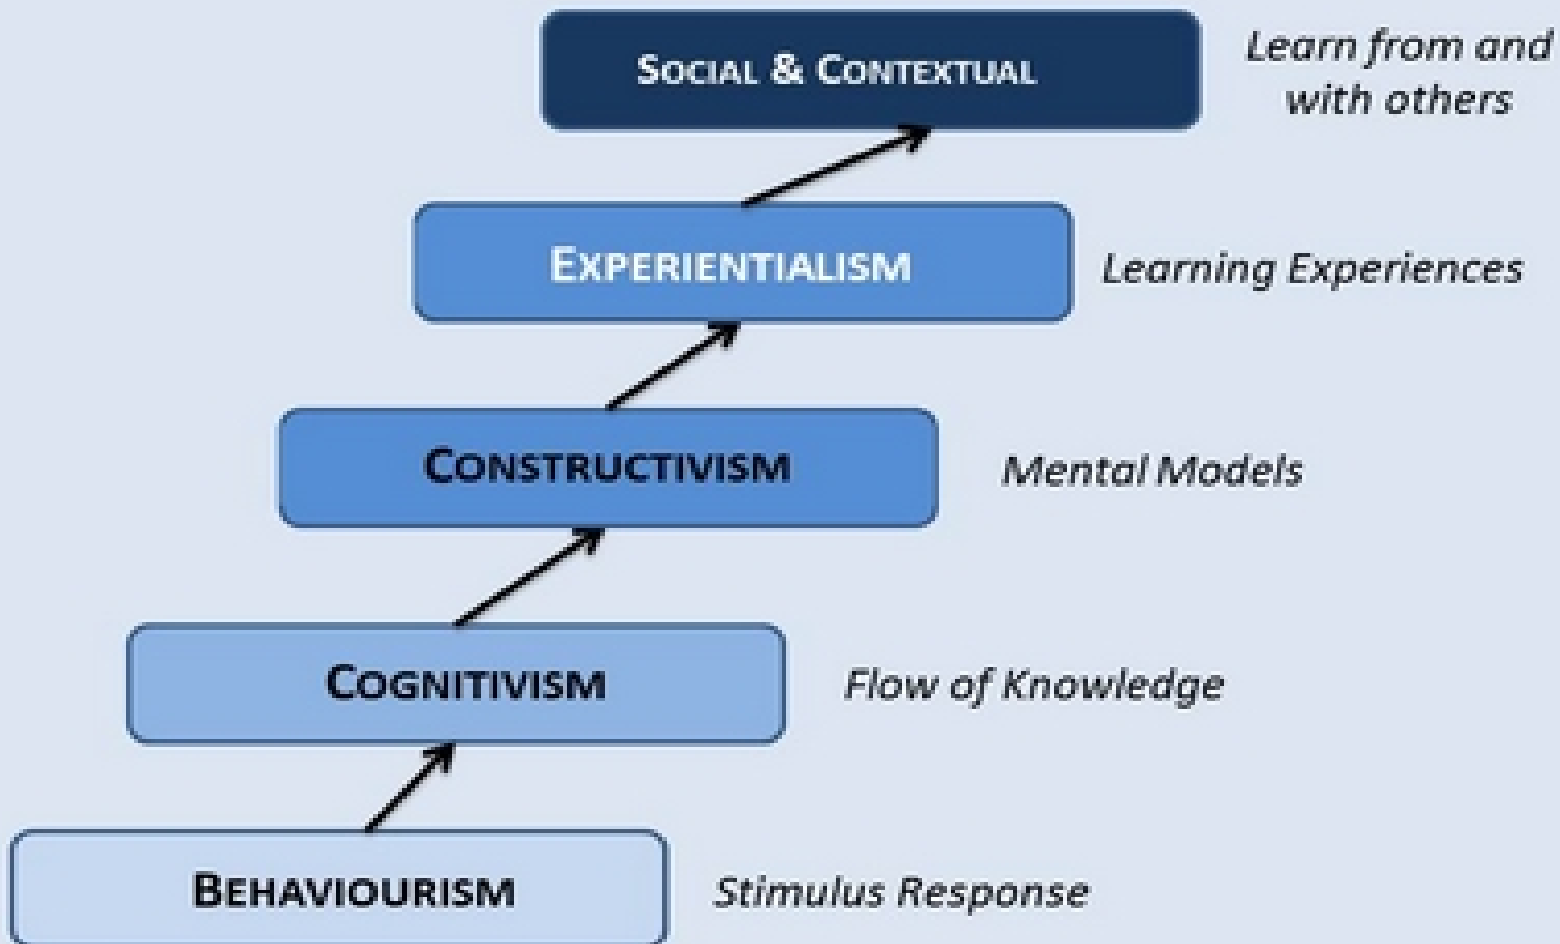 SOCIAL & CONTEXTUAL
Learn from and
with others
EXPERIENTIALISM
Learning Experiences
CONSTRUCTIVISM
Mental Models
COGNITIVISM
Flow of Knowledge
BEHAVIOURISM
Stimulus Response